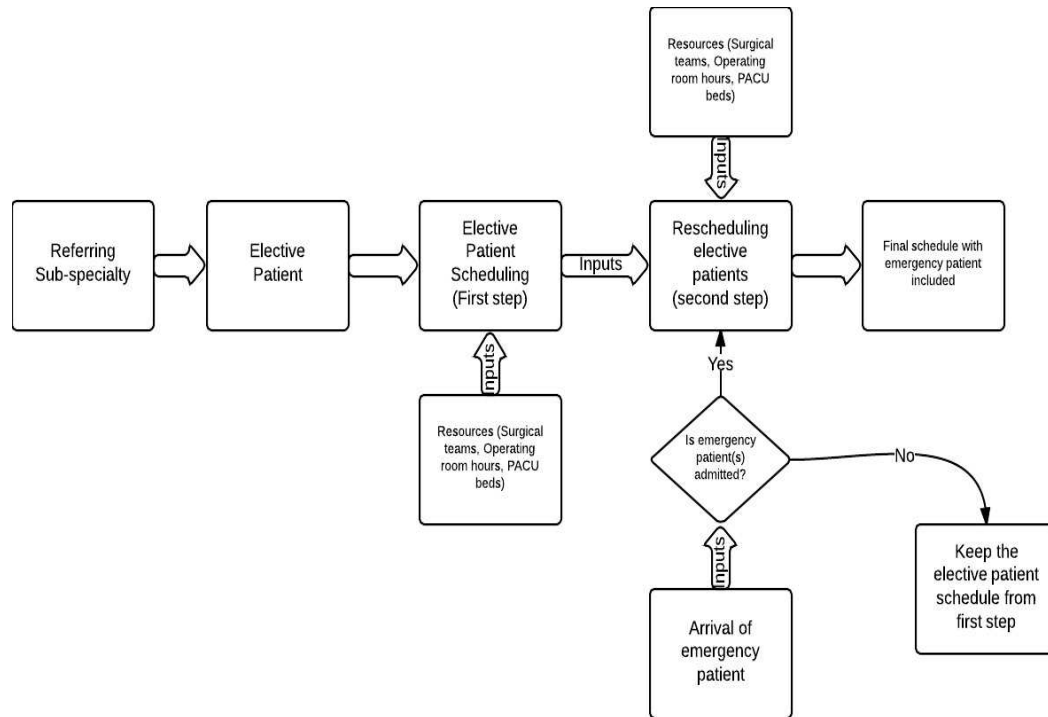 Resources (Surgical
teams, Operating
room hours, PACU
beds)
Inputs
Referring
Sub-specialty
Elective
Patient
Elective
Patient
Scheduling
(First step)
Inputs
Rescheduling
elective
patients
(second step)
Final schedule with
emergency patient
included
Inputs
Resources (Surgical
teams, Operating
room hours, PACU
beds)
Yes
Is emergency
patient(s)
admitted?
No
Inputs
Arrival of
emergency
patient
Keep the
elective patient
schedule from
first step